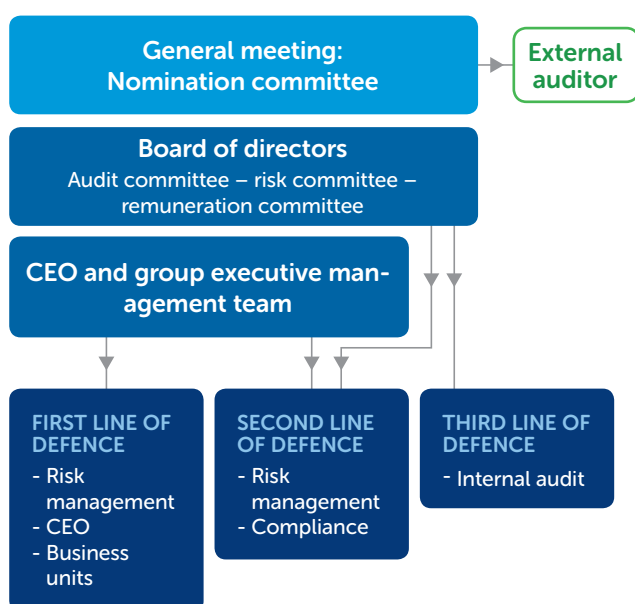 General meeting:
Nomination committee
External
auditor
Board of directors
Audit committee – risk committee –
remuneration committee
CEO and group executive man-
agement team
FIRST LINE OF
DEFENCE
- Risk
management
- CEO
- Business
units
SECOND LINE
OF DEFENCE
- Risk
management
- Compliance
THIRD LINE OF
DEFENCE
- Internal audit